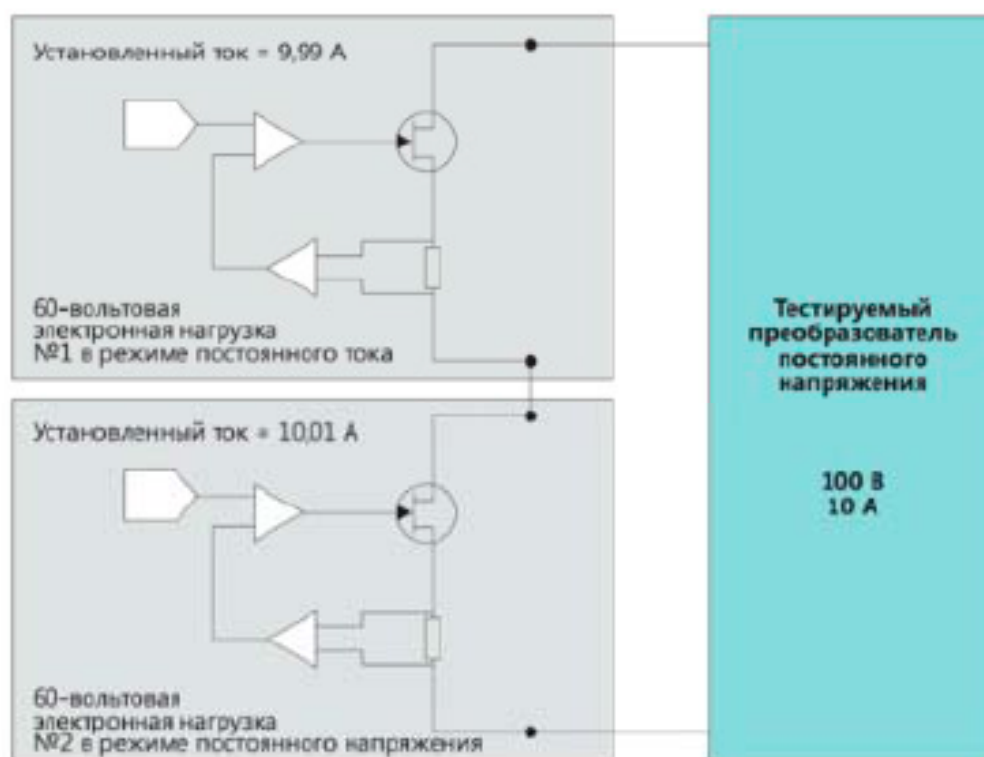 Установленный ток = 9,99 А
60-вольтовая
электронная нагрузка
№1 в режиме постоянного тока
Установленный ток = 10,01 А
60-вольтовая
электронная нагрузка
№2 в режиме постоянного напряжения
Тестируемый
преобразователь
постоянного
напряжения
100 В
10 А